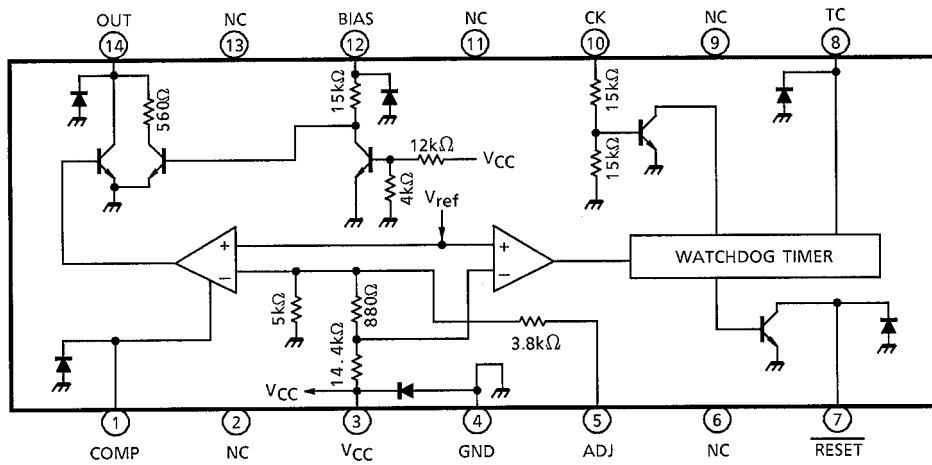 OUT NC BIAS NC CK NC TC
14 13 12 11 10 9 8
560Ω
15kΩ
12kΩ
VCC
4kΩ
15kΩ
15kΩ
Vref
+
−
+
−
WATCHDOG TIMER
5kΩ
880Ω
3.8kΩ
14.4kΩ
VCC
1 2 3 4 5 6 7
COMP NC VCC GND ADJ NC RESET